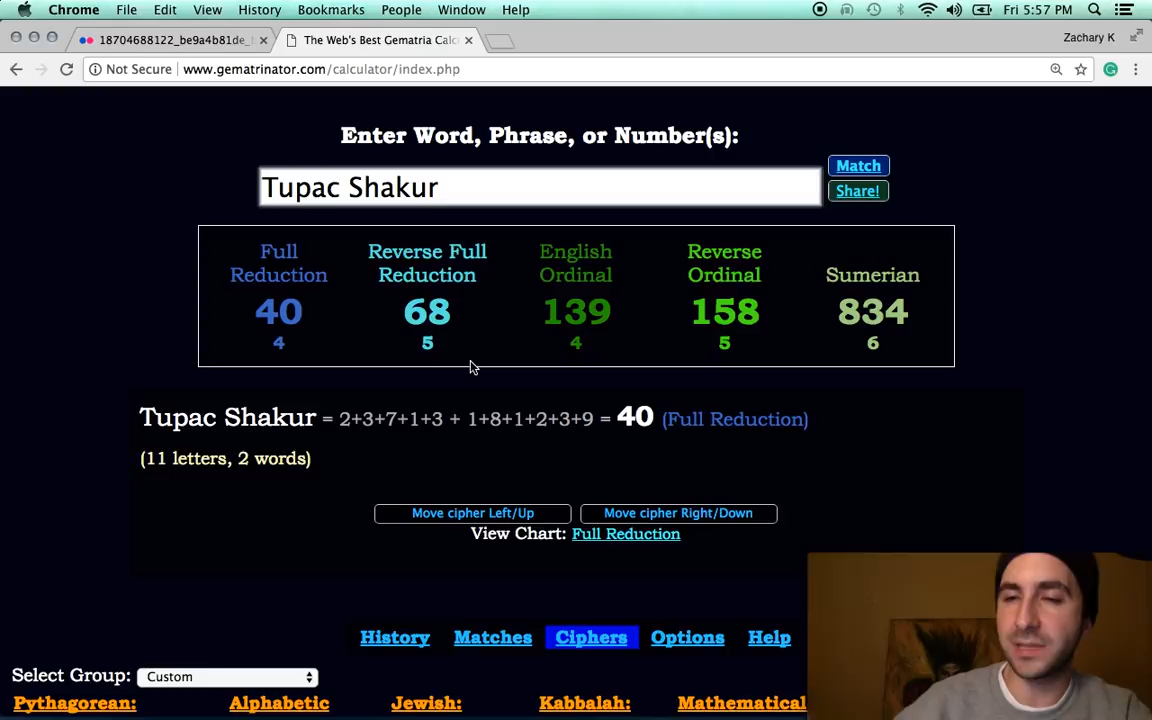 Chrome File Edit View History Bookmarks People Window Help Fri 5:57 PM
18704688122_be9a4b81de_ The Web's Best Gematria Calc Zachary K
Not Secure www.gematrinator.com/calculator/index.php
Enter Word, Phrase, or Number(s):
Tupac Shakur
Match
Share!
Full Reduction
40
4
Reverse Full Reduction
68
5
English Ordinal
139
4
Reverse Ordinal
158
5
Sumerian
834
6
Tupac Shakur = 2+3+7+1+3 + 1+8+1+2+3+9 = 40 (Full Reduction)
(11 letters, 2 words)
Move cipher Left/Up Move cipher Right/Down
View Chart: Full Reduction
History Matches Ciphers Options Help
Select Group: Custom
Pythagorean: Alphabetic Jewish: Kabbalah: Mathematical